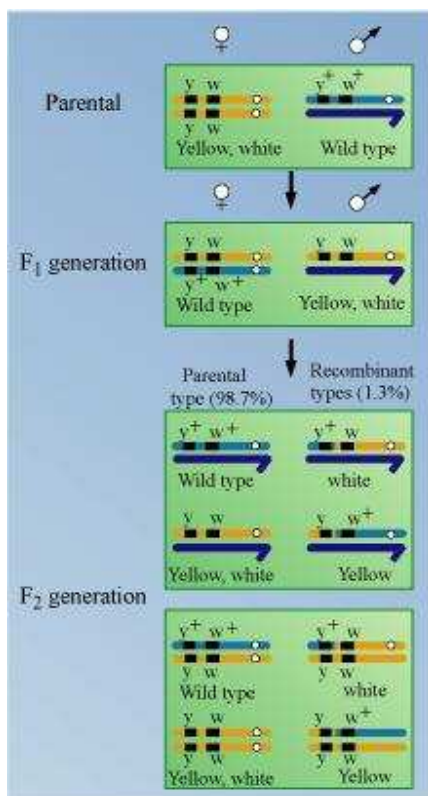 ♀ ♂
Parental
y w y⁺ w⁺
y w
Yellow, white Wild type
♀ ♂
F₁ generation
y w y w
y⁺ w⁺
Wild type Yellow, white
Parental type (98.7%) Recombinant types (1.3%)
y⁺ w⁺ y⁺ w
Wild type white
y w y w⁺
Yellow, white Yellow
F₂ generation
y⁺ w⁺ y⁺ w
y w y w
Wild type white
y w y w⁺
y w y w
Yellow, white Yellow